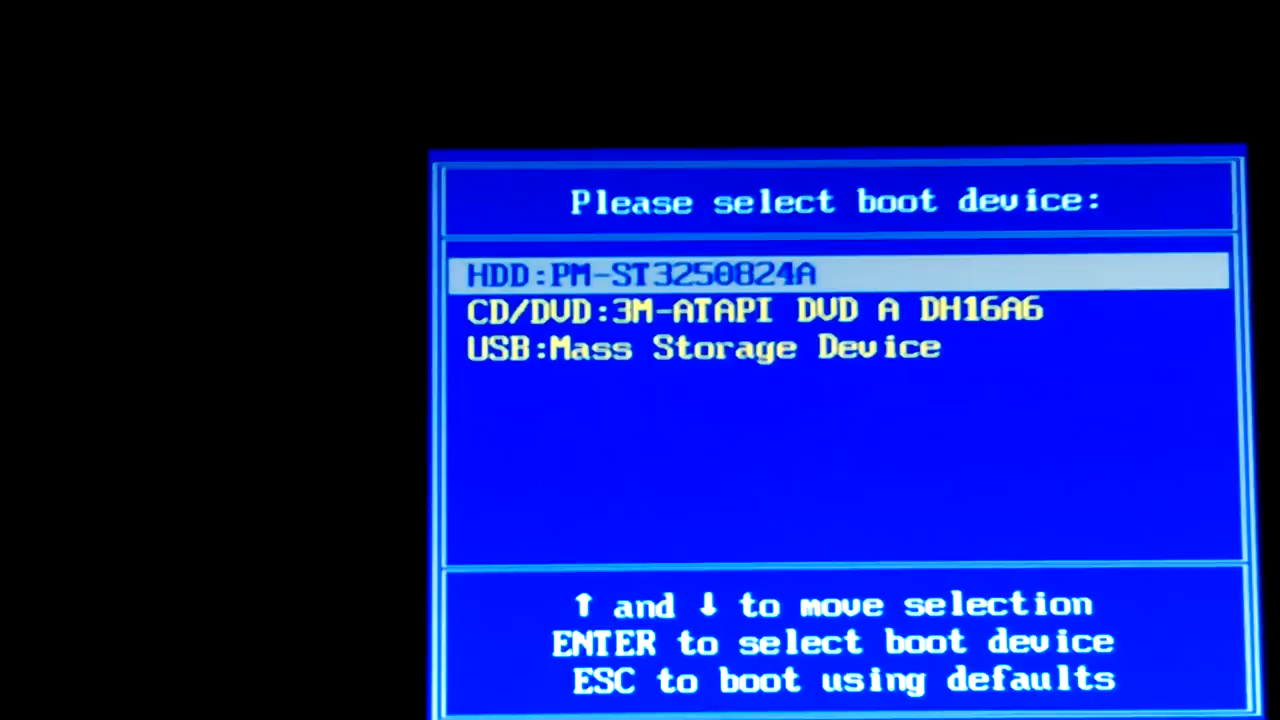 Please select boot device:
HDD:PM-ST3250824A
CD/DVD:3M-ATAPI DVD A DH16A6
USB:Mass Storage Device
↑ and ↓ to move selection
ENTER to select boot device
ESC to boot using defaults